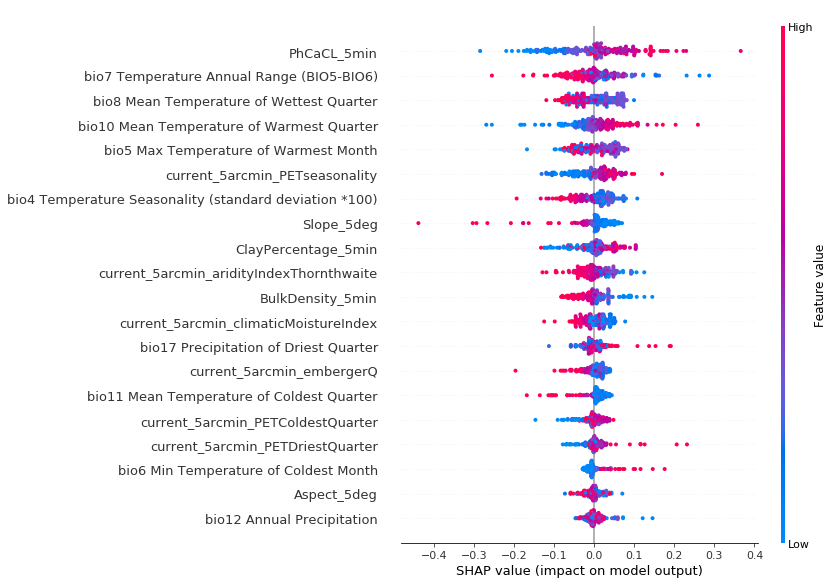 High
PhCaCL_5min
bio7 Temperature Annual Range (BIO5-BIO6)
bio8 Mean Temperature of Wettest Quarter
bio10 Mean Temperature of Warmest Quarter
bio5 Max Temperature of Warmest Month
current_5arcmin_PETseasonality
bio4 Temperature Seasonality (standard deviation *100)
Slope_5deg
ClayPercentage_5min
current_5arcmin_aridityIndexThornthwaite
BulkDensity_5min
current_5arcmin_climaticMoistureIndex
bio17 Precipitation of Driest Quarter
current_5arcmin_embergerQ
bio11 Mean Temperature of Coldest Quarter
current_5arcmin_PETColdestQuarter
current_5arcmin_PETDriestQuarter
bio6 Min Temperature of Coldest Month
Aspect_5deg
bio12 Annual Precipitation
Feature value
Low
−0.4 −0.3 −0.2 −0.1 0.0 0.1 0.2 0.3 0.4
SHAP value (impact on model output)